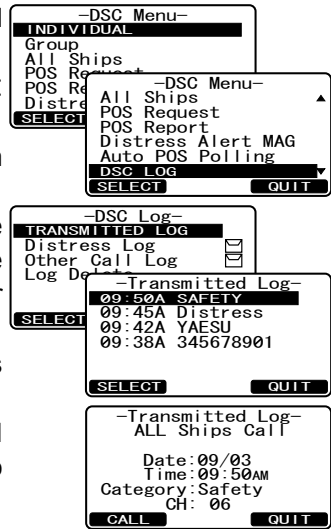 -DSC Menu-
INDIVIDUAL
Group
All Ships
POS Request
POS Re
Distre
SELECT
-DSC Menu-
All Ships
POS Request
POS Report
Distress Alert MAG
Auto POS Polling
DSC LOG
SELECT QUIT
-DSC Log-
TRANSMITTED LOG
Distress Log
Other Call Log
Log Delete
SELECT
-Transmitted Log-
09:50A SAFETY
09:45A Distress
09:42A YAESU
09:38A 345678901
SELECT QUIT
-Transmitted Log-
ALL Ships Call
Date:09/03
Time:09:50AM
Category:Safety
CH: 06
CALL QUIT